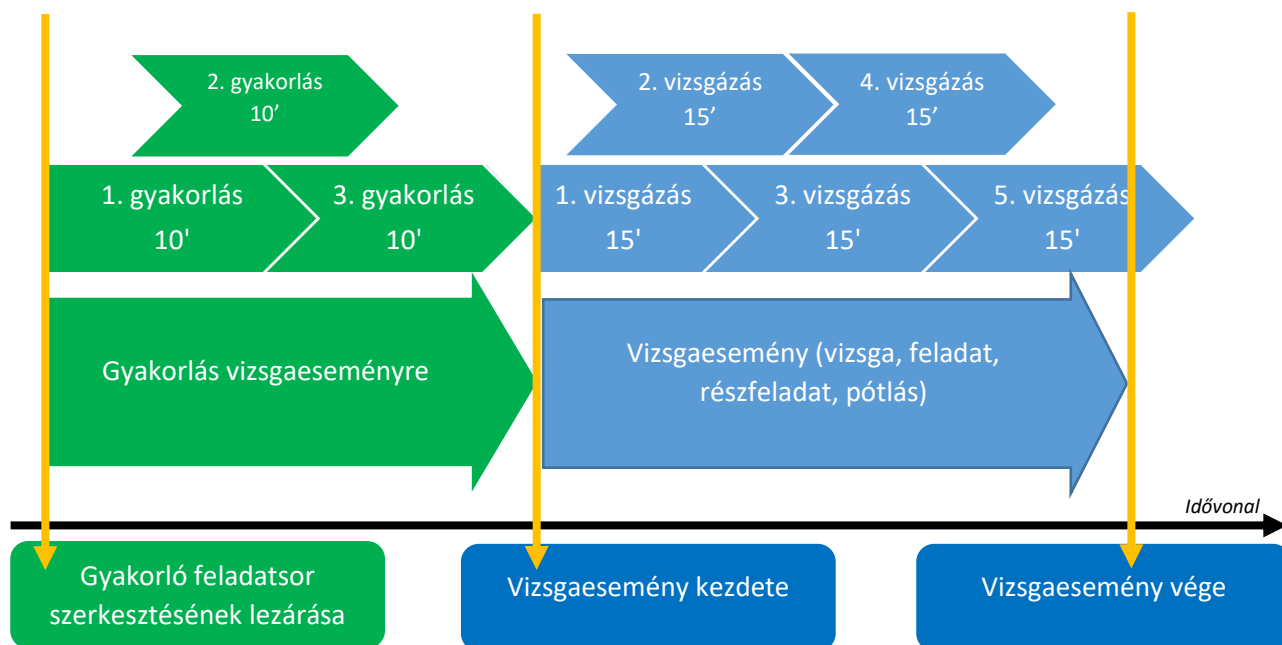 2. gyakorlás
10’
2. vizsgázás
15’
4. vizsgázás
15’
1. gyakorlás
10'
3. gyakorlás
10'
1. vizsgázás
15'
3. vizsgázás
15'
5. vizsgázás
15'
Gyakorlás vizsgaeseményre
Vizsgaesemény (vizsga, feladat,
részfeladat, pótlás)
Idővonal
Gyakorló feladatsor
szerkesztésének lezárása
Vizsgaesemény kezdete
Vizsgaesemény vége